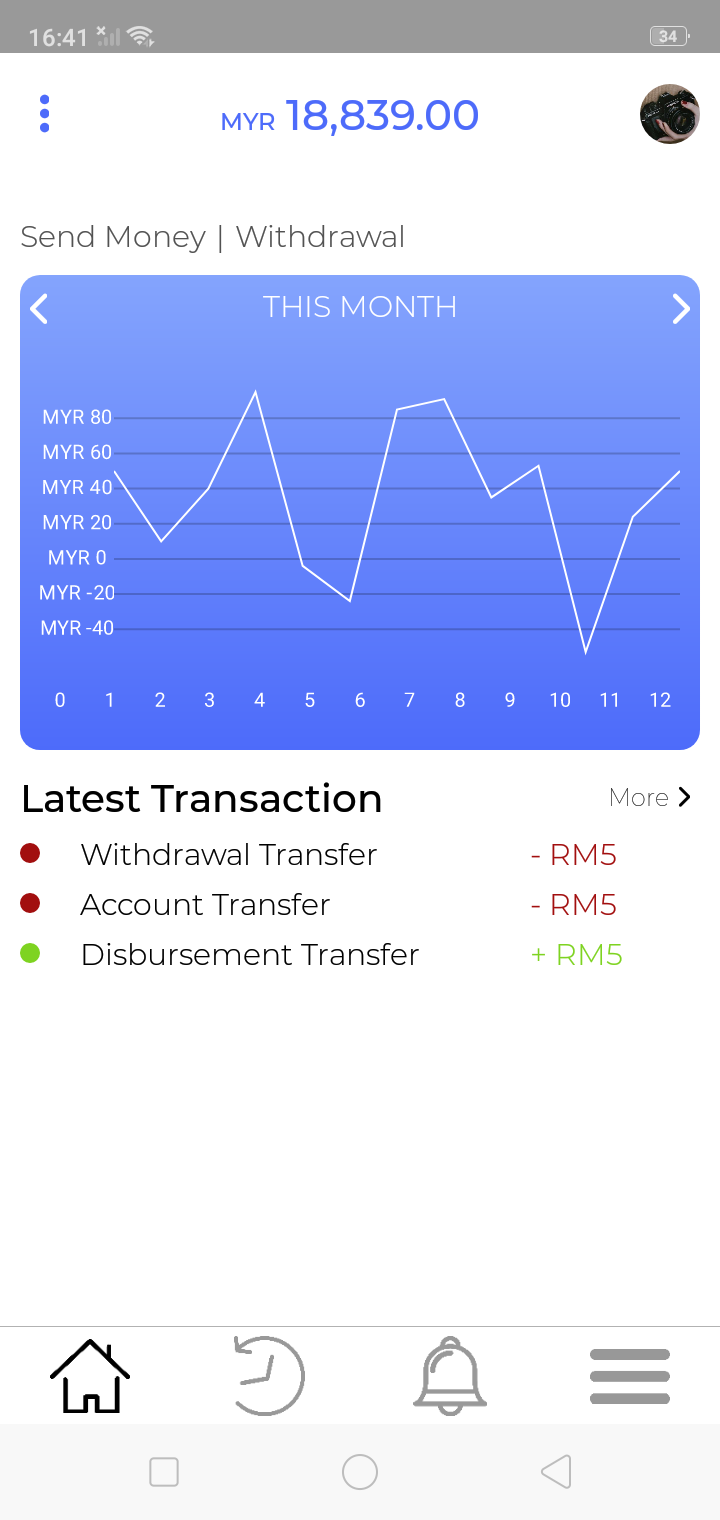 16:41
34
MYR 18,839.00
Send Money | Withdrawal
THIS MONTH
MYR 80
MYR 60
MYR 40
MYR 20
MYR 0
MYR -20
MYR -40
0 1 2 3 4 5 6 7 8 9 10 11 12
Latest Transaction More
Withdrawal Transfer - RM5
Account Transfer - RM5
Disbursement Transfer + RM5